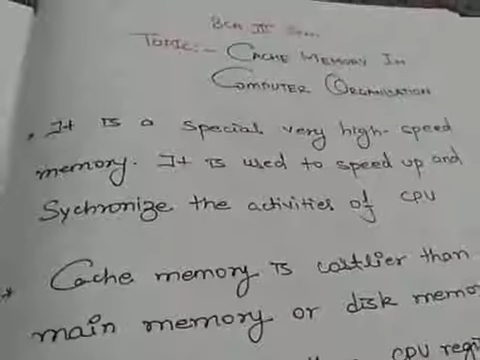 BCA III Sem
Topic:- Cache Memory In
Computer Organisation
. It is a special very high-speed
memory. It is used to speed up and
Sychronize the activities of CPU
→ Cache memory is costlier than
main memory or disk memo
CPU regi